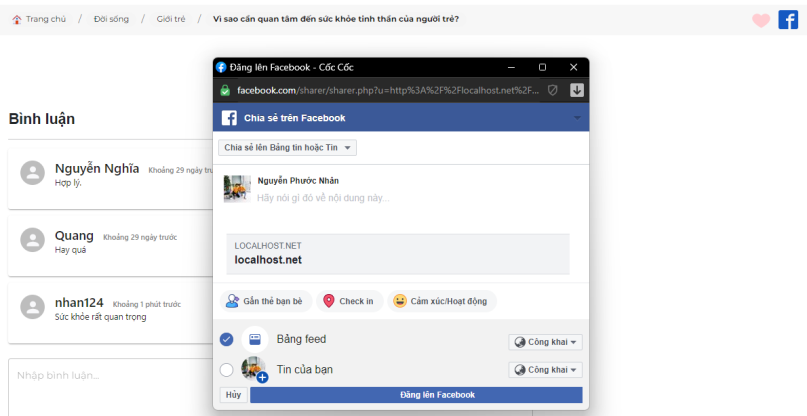 Trang chủ / Đời sống / Giới trẻ / Vì sao cần quan tâm đến sức khỏe tinh thần của người trẻ?
Đăng lên Facebook - Cốc Cốc
facebook.com/sharer/sharer.php?u=http%3A%2F%2Flocalhost.net%2F...
Chia sẻ trên Facebook
Chia sẻ lên Bảng tin hoặc Tin
Nguyễn Phước Nhân
Hãy nói gì đó về nội dung này...
LOCALHOST.NET
localhost.net
Gắn thẻ bạn bè Check in Cảm xúc/Hoạt động
Bảng feed Công khai
Tin của bạn Công khai
Hủy Đăng lên Facebook
Bình luận
Nguyễn Nghĩa Khoảng 29 ngày
Hợp lý.
Quang Khoảng 29 ngày trước
Hay quá
nhan124 Khoảng 1 phút trước
Sức khỏe rất quan trọng
Nhập bình luận...